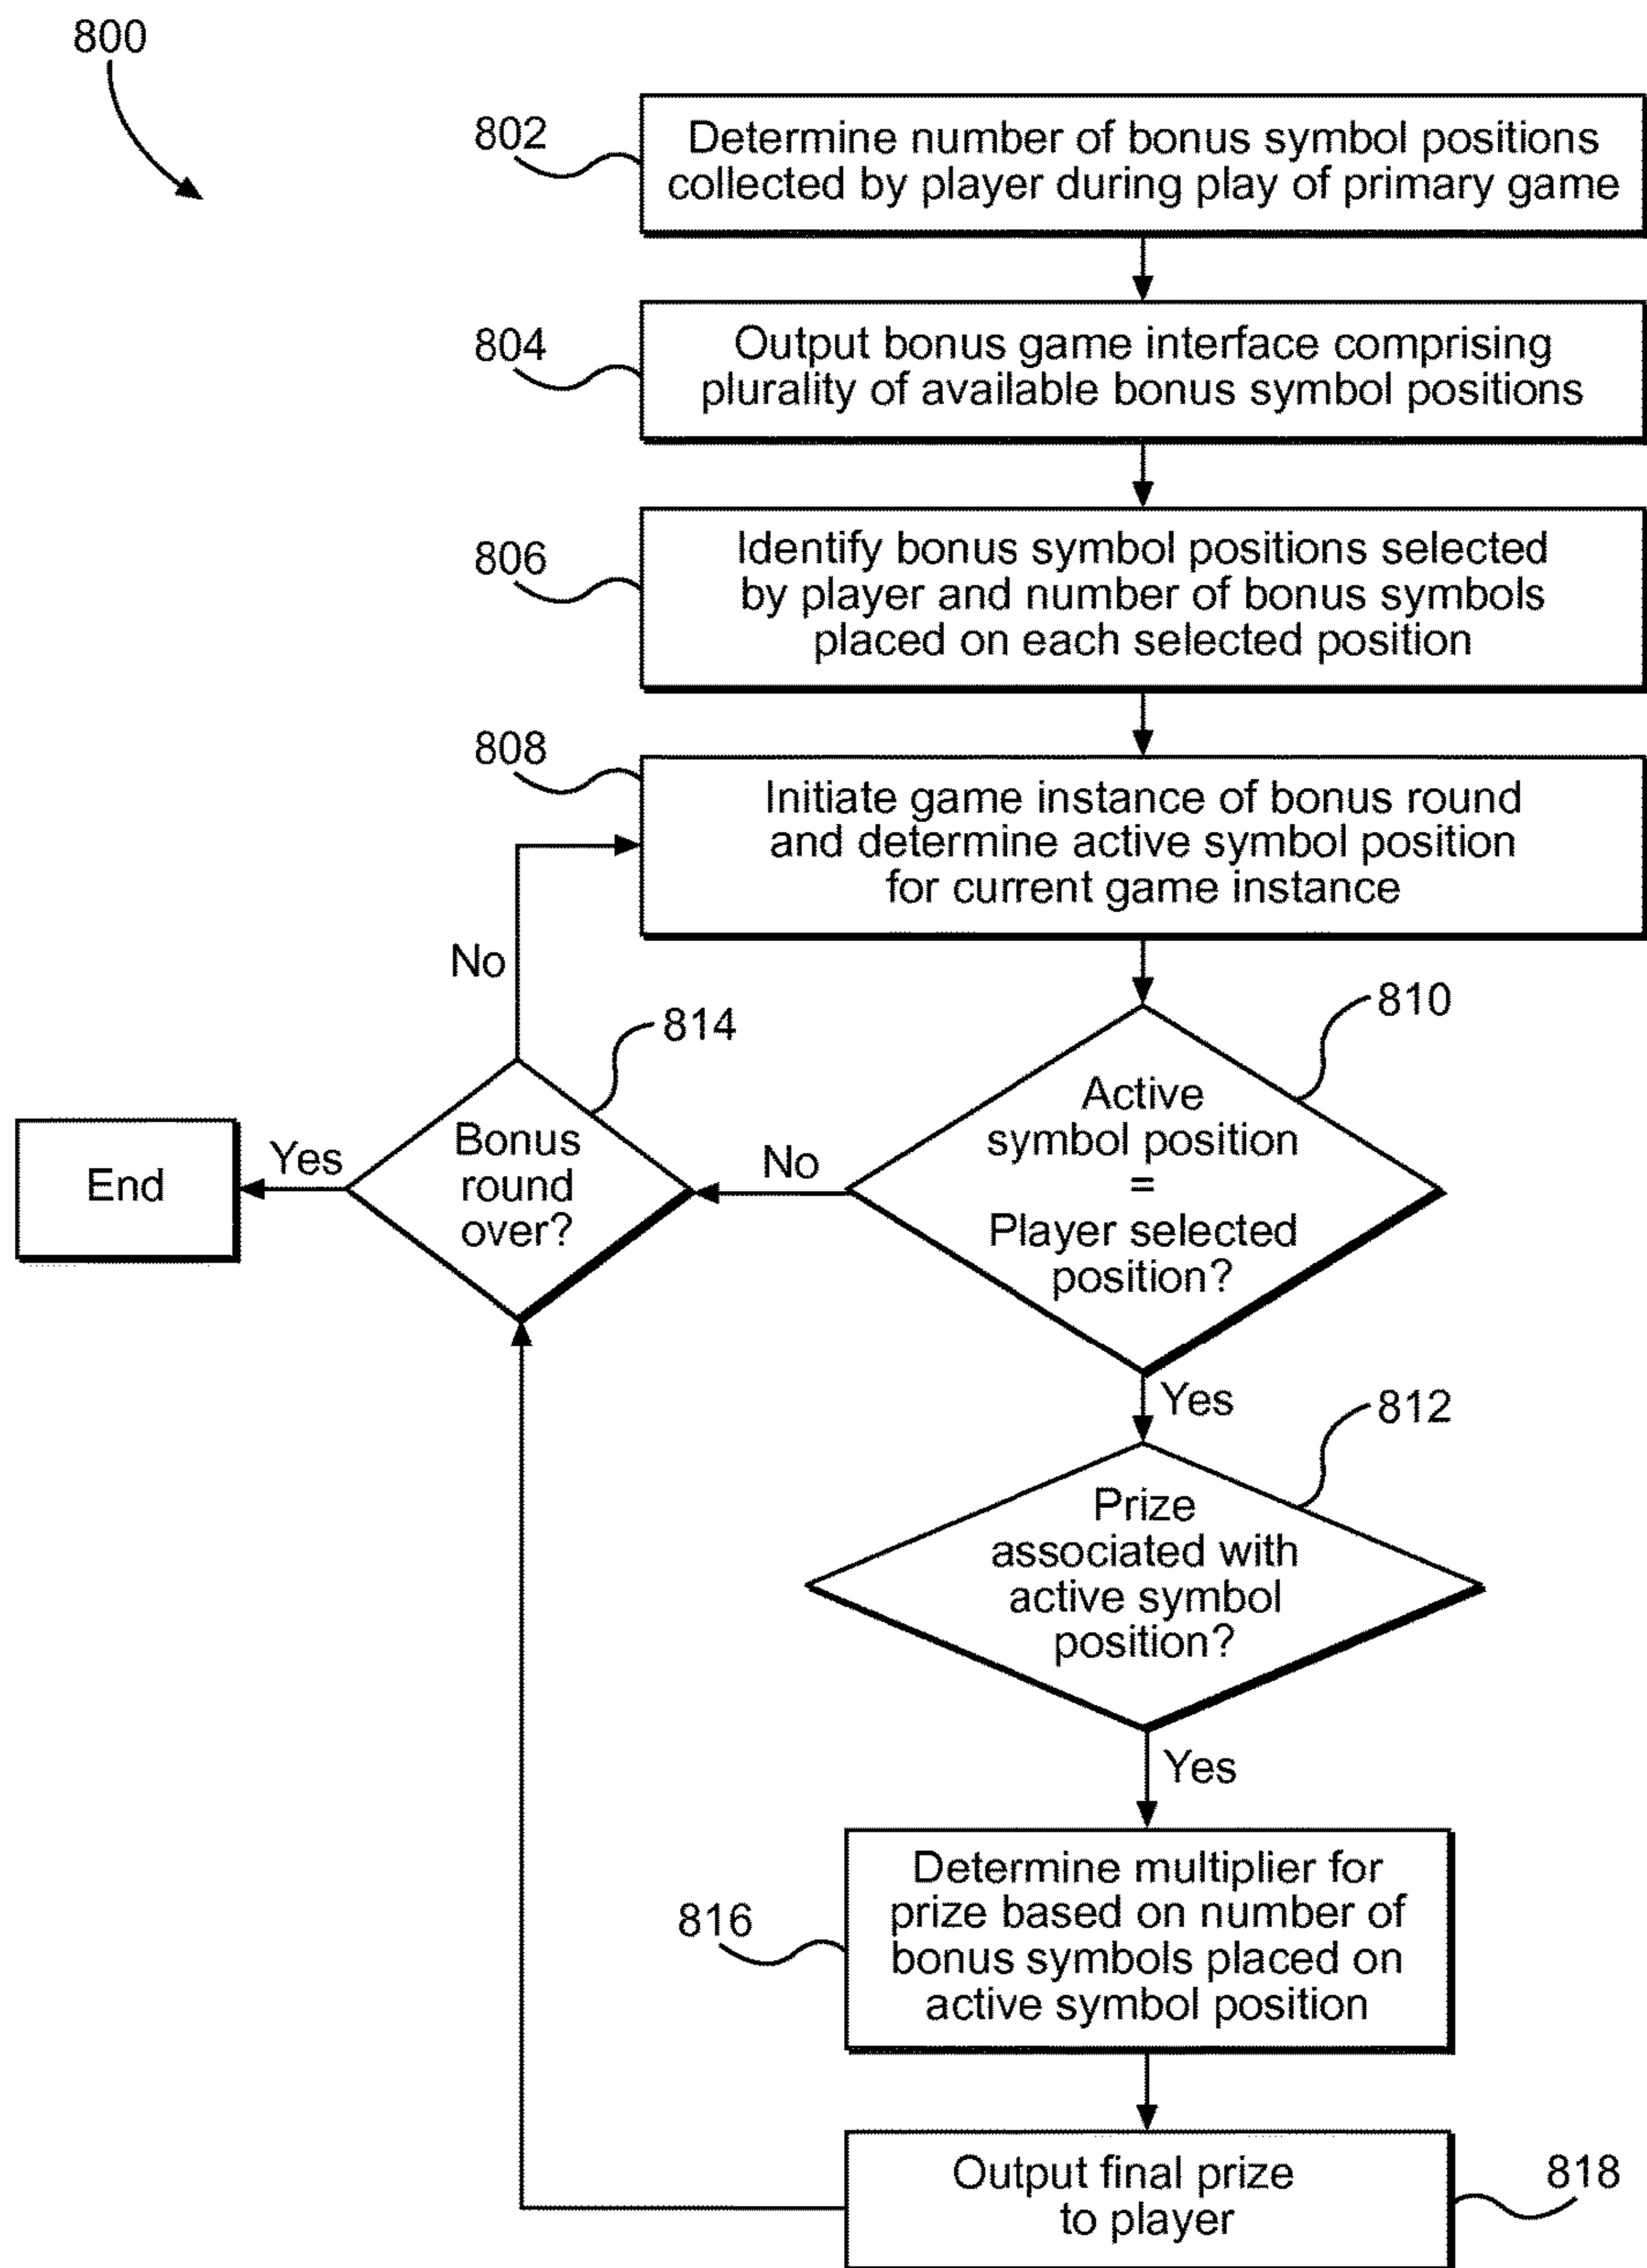 800
802
Determine number of bonus symbol positions
collected by player during play of primary game
804
Output bonus game interface comprising
plurality of available bonus symbol positions
806
Identify bonus symbol positions selected
by player and number of bonus symbols
placed on each selected position
808
Initiate game instance of bonus round
and determine active symbol position
for current game instance
No
814
810
Active
symbol position
=
Player selected
position?
No
Bonus
round
over?
Yes
End
Yes
812
Prize
associated with
active symbol
position?
Yes
816
Determine multiplier for
prize based on number of
bonus symbols placed on
active symbol position
Output final prize
to player
818